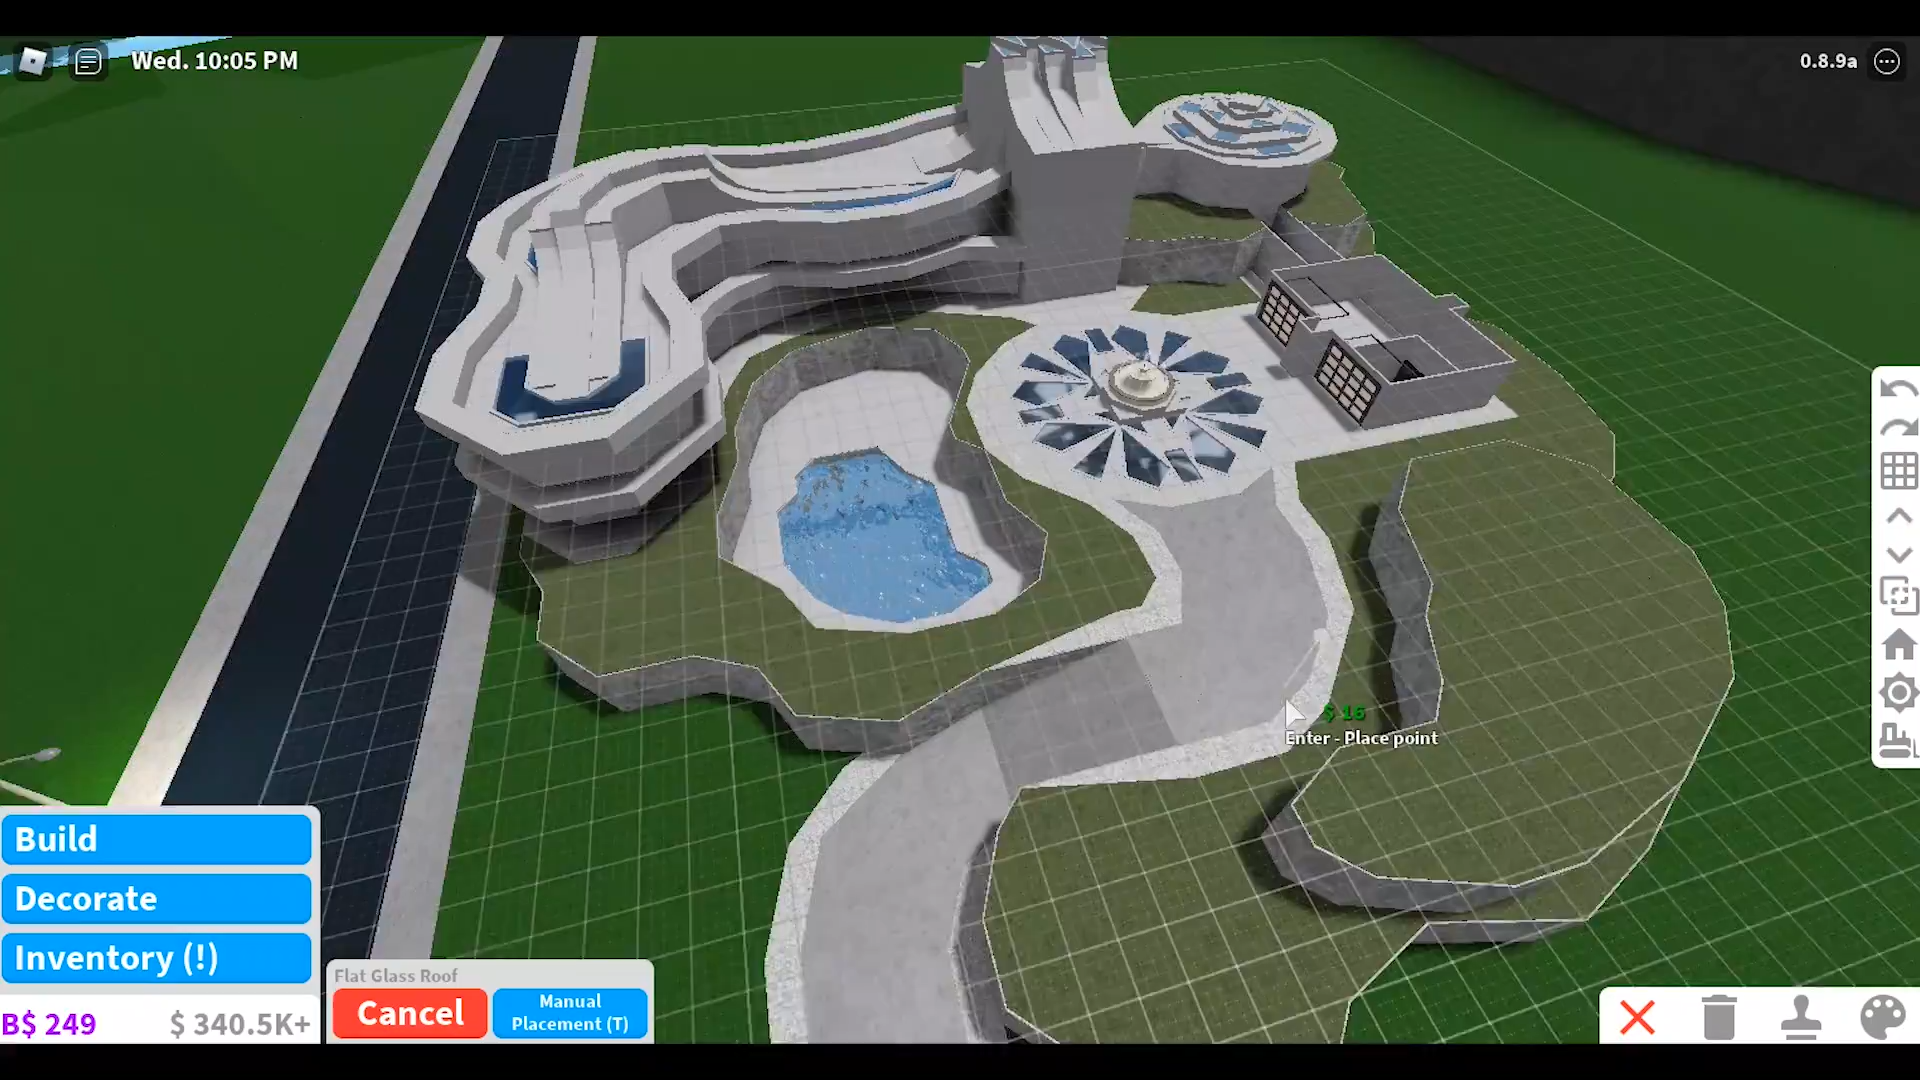 Wed. 10:05 PM
0.8.9a
$ 16
Enter - Place point
Build
Decorate
Inventory (!)
B$ 249
$ 340.5K+
Flat Glass Roof
Cancel
Manual
Placement (T)